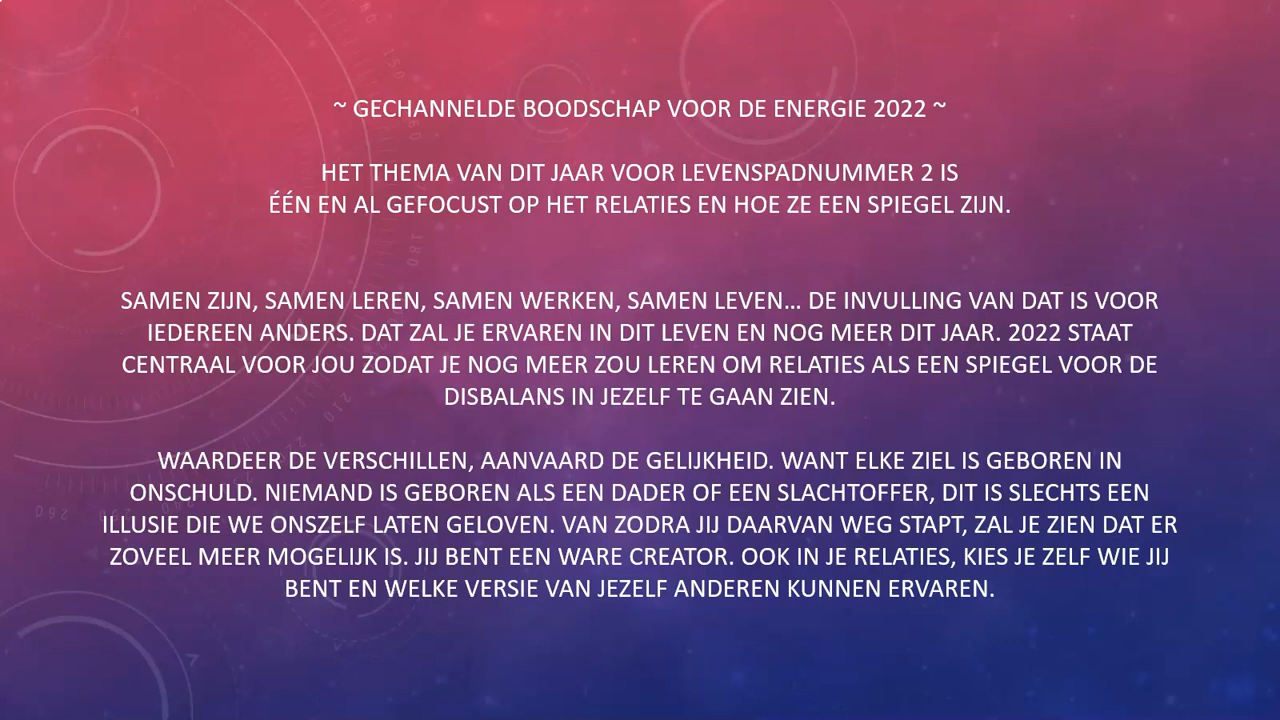 ~ GECHANNELDE BOODSCHAP VOOR DE ENERGIE 2022 ~
HET THEMA VAN DIT JAAR VOOR LEVENSPADNUMMER 2 IS
ÉÉN EN AL GEFOCUST OP HET RELATIES EN HOE ZE EEN SPIEGEL ZIJN.
SAMEN ZIJN, SAMEN LEREN, SAMEN WERKEN, SAMEN LEVEN... DE INVULLING VAN DAT IS VOOR
IEDEREEN ANDERS. DAT ZAL JE ERVAREN IN DIT LEVEN EN NOG MEER DIT JAAR. 2022 STAAT
CENTRAAL VOOR JOU ZODAT JE NOG MEER ZOU LEREN OM RELATIES ALS EEN SPIEGEL VOOR DE
DISBALANS IN JEZELF TE GAAN ZIEN.
WAARDEER DE VERSCHILLEN, AANVAARD DE GELIJKHEID. WANT ELKE ZIEL IS GEBOREN IN
ONSCHULD. NIEMAND IS GEBOREN ALS EEN DADER OF EEN SLACHTOFFER, DIT IS SLECHTS EEN
ILLUSIE DIE WE ONSZELF LATEN GELOVEN. VAN ZODRA JIJ DAARVAN WEG STAPT, ZAL JE ZIEN DAT ER
ZOVEEL MEER MOGELIJK IS. JIJ BENT EEN WARE CREATOR. OOK IN JE RELATIES, KIES JE ZELF WIE JIJ
BENT EN WELKE VERSIE VAN JEZELF ANDEREN KUNNEN ERVAREN.